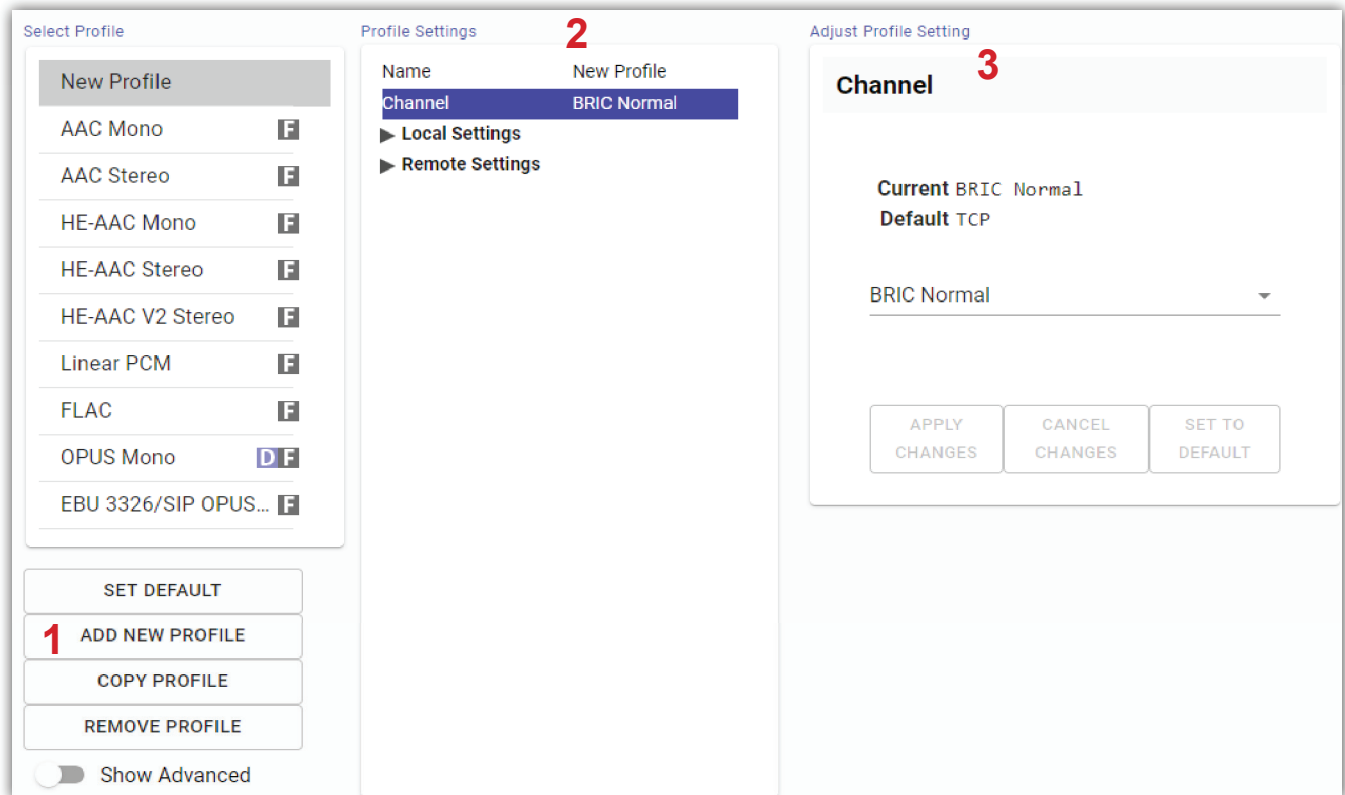 Select Profile
New Profile
AAC Mono F
AAC Stereo F
HE-AAC Mono F
HE-AAC Stereo F
HE-AAC V2 Stereo F
Linear PCM F
FLAC F
OPUS Mono D F
EBU 3326/SIP OPUS... F
SET DEFAULT
1 ADD NEW PROFILE
COPY PROFILE
REMOVE PROFILE
Show Advanced
Profile Settings 2
Name New Profile
Channel BRIC Normal
▶ Local Settings
▶ Remote Settings
Adjust Profile Setting
3
Channel
Current BRIC Normal
Default TCP
BRIC Normal
APPLY CHANGES
CANCEL CHANGES
SET TO DEFAULT